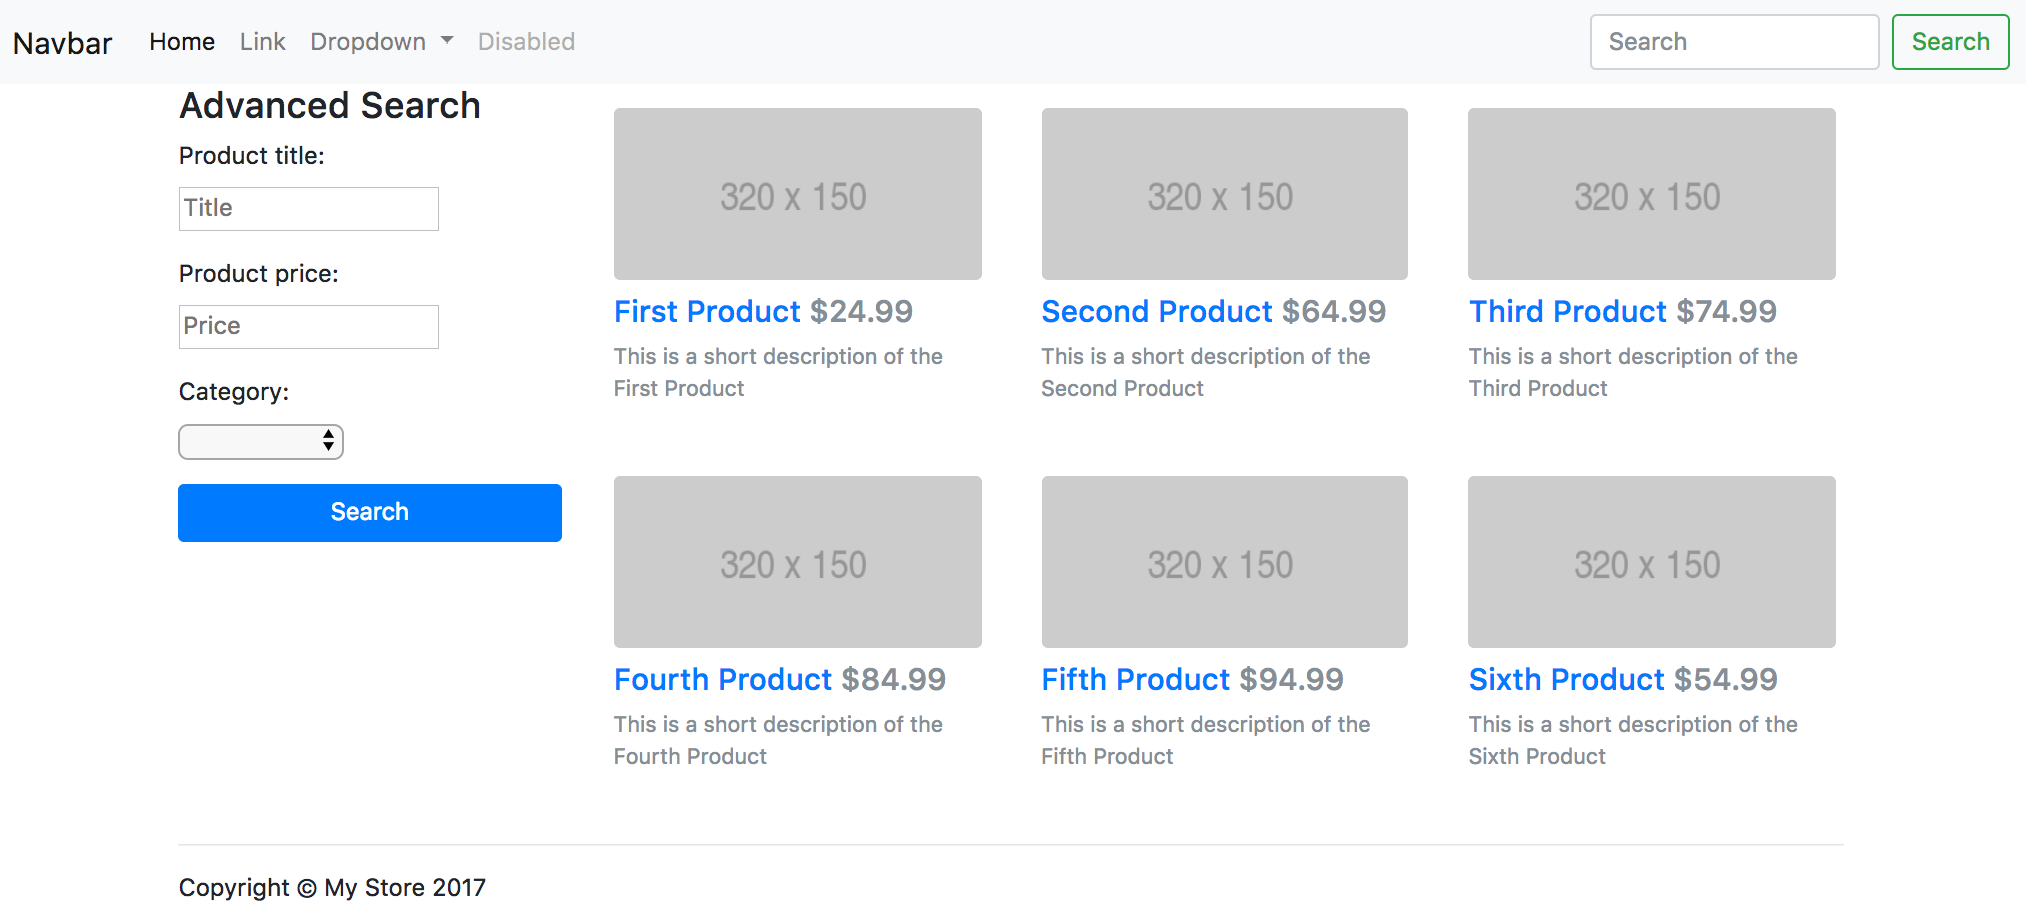 Navbar Home Link Dropdown Disabled Search Search
Advanced Search
Product title:
Title
Product price:
Price
Category:
Search
320 x 150
First Product $24.99
This is a short description of the
First Product
320 x 150
Second Product $64.99
This is a short description of the
Second Product
320 x 150
Third Product $74.99
This is a short description of the
Third Product
320 x 150
Fourth Product $84.99
This is a short description of the
Fourth Product
320 x 150
Fifth Product $94.99
This is a short description of the
Fifth Product
320 x 150
Sixth Product $54.99
This is a short description of the
Sixth Product
Copyright © My Store 2017